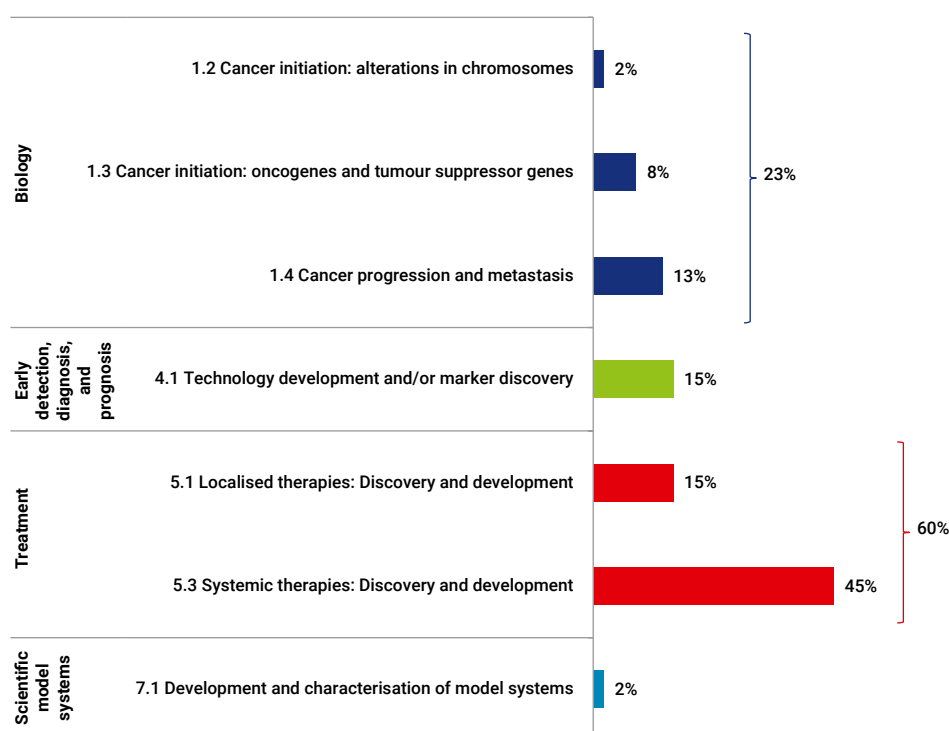 Biology
1.2 Cancer initiation: alterations in chromosomes
2%
1.3 Cancer initiation: oncogenes and tumour suppressor genes
8%
1.4 Cancer progression and metastasis
13%
23%
Early
detection,
diagnosis,
and
prognosis
4.1 Technology development and/or marker discovery
15%
Treatment
5.1 Localised therapies: Discovery and development
15%
5.3 Systemic therapies: Discovery and development
45%
60%
Scientific
model
systems
7.1 Development and characterisation of model systems
2%